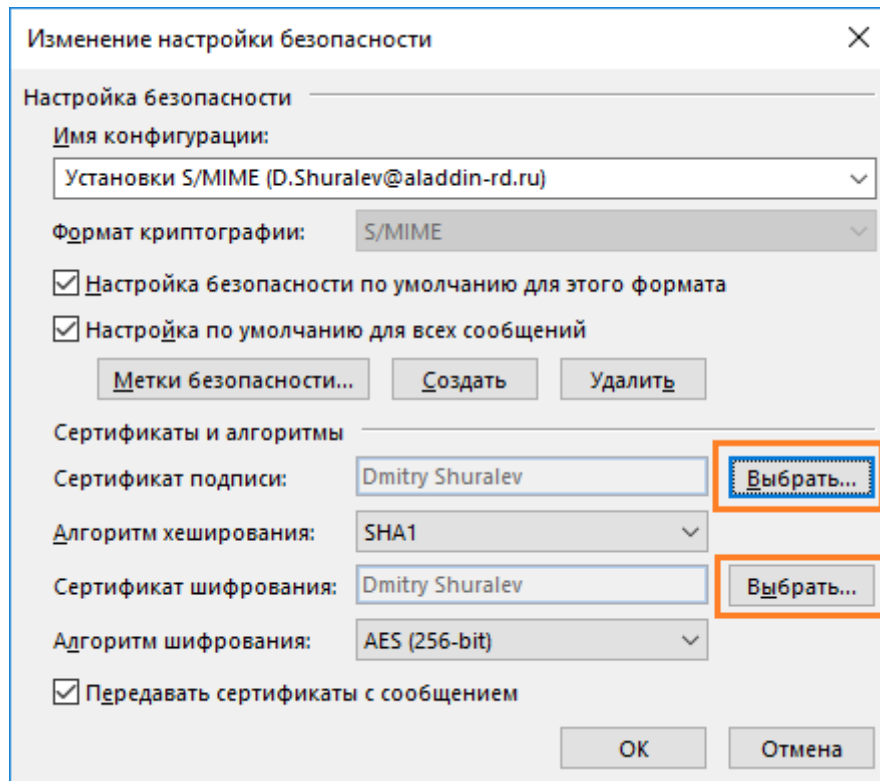 Изменение настройки безопасности
Настройка безопасности
Имя конфигурации:
Установки S/MIME (D.Shuralev@aladdin-rd.ru)
Формат криптографии: S/MIME
Настройка безопасности по умолчанию для этого формата
Настройка по умолчанию для всех сообщений
Метки безопасности... Создать Удалить
Сертификаты и алгоритмы
Сертификат подписи: Dmitry Shuralev Выбрать...
Алгоритм хеширования: SHA1
Сертификат шифрования: Dmitry Shuralev Выбрать...
Алгоритм шифрования: AES (256-bit)
Передавать сертификаты с сообщением
ОК Отмена